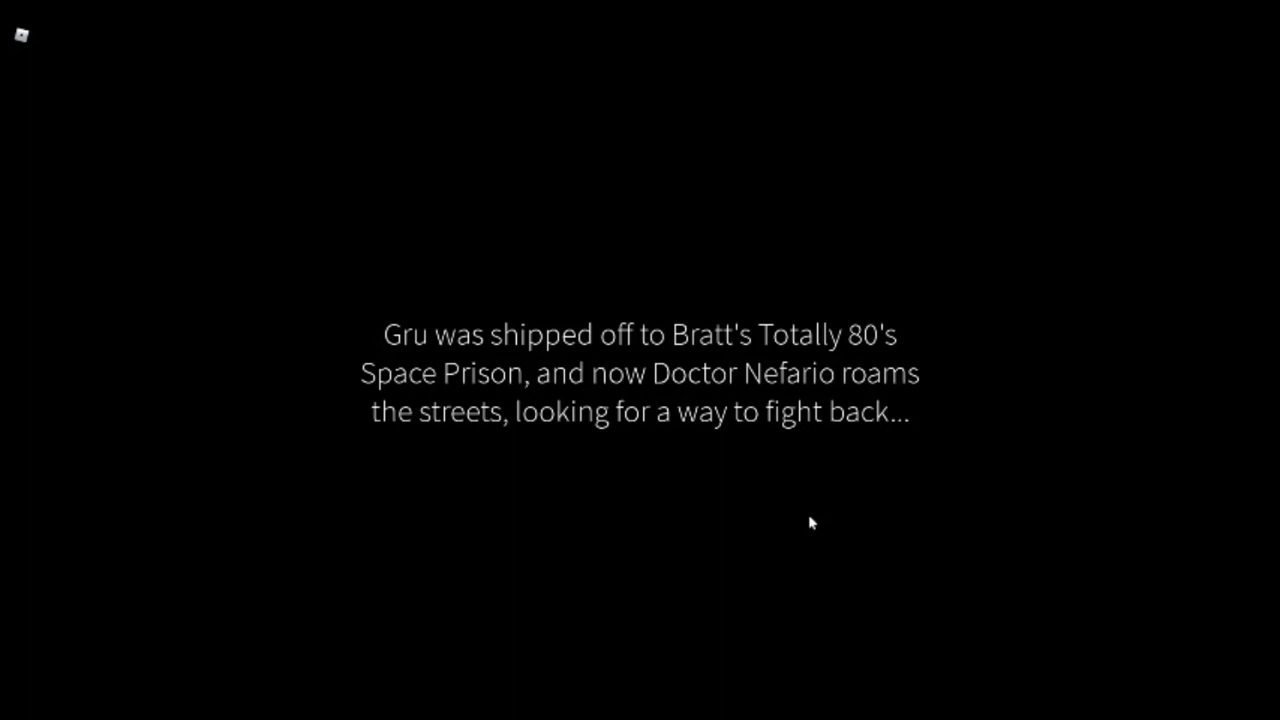 Gru was shipped off to Bratt's Totally 80's
Space Prison, and now Doctor Nefario roams
the streets, looking for a way to fight back...